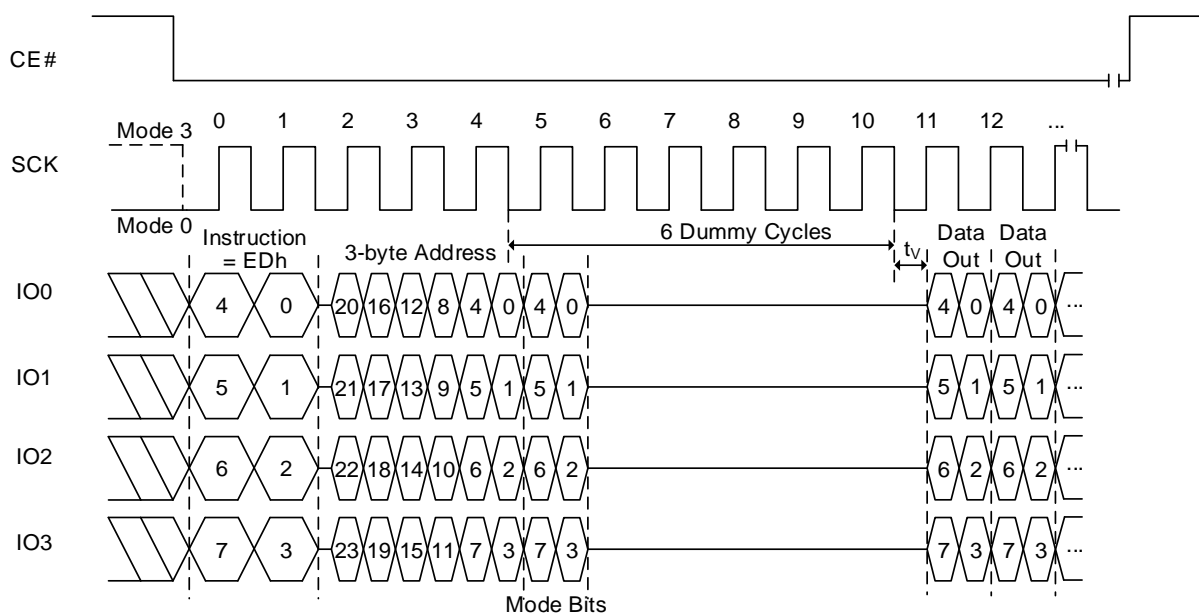 CE#
0 1 2 3 4 5 6 7 8 9 10 11 12 ...
Mode 3
SCK
Mode 0
Instruction
= EDh
3-byte Address
6 Dummy Cycles
tV
Data
Out
Data
Out
IO0 4 0 20 16 12 8 4 0 4 0 4 0 4 0 ...
IO1 5 1 21 17 13 9 5 1 5 1 5 1 5 1 ...
IO2 6 2 22 18 14 10 6 2 6 2 6 2 6 2 ...
IO3 7 3 23 19 15 11 7 3 7 3 7 3 7 3 ...
Mode Bits